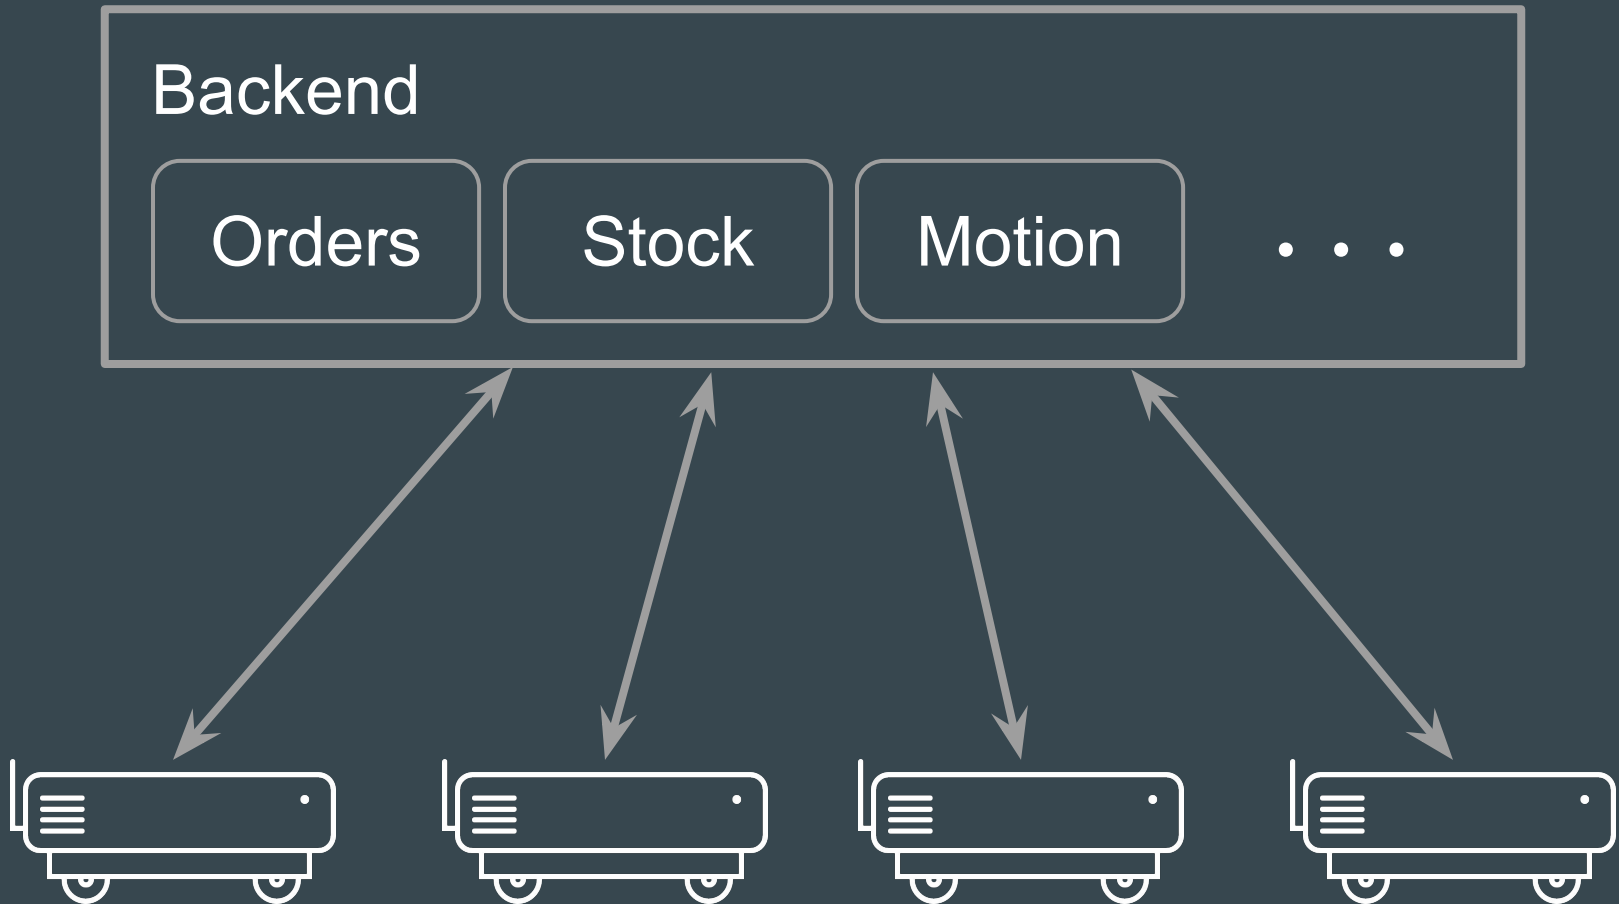 Backend
Orders Stock Motion . . .